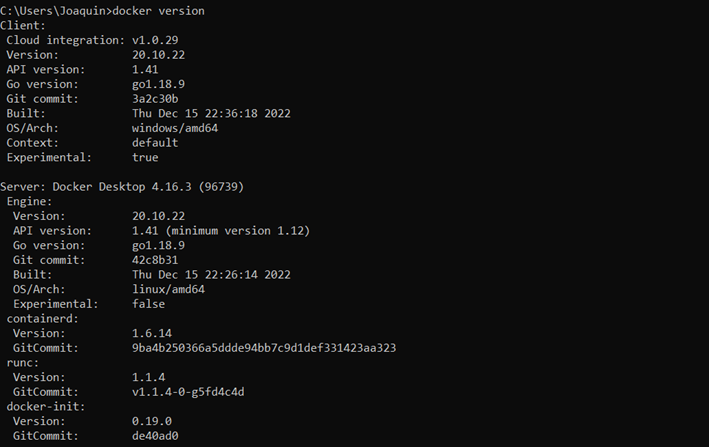 C:\Users\Joaquin>docker version
Client:
 Cloud integration: v1.0.29
 Version:           20.10.22
 API version:       1.41
 Go version:        go1.18.9
 Git commit:        3a2c30b
 Built:             Thu Dec 15 22:36:18 2022
 OS/Arch:           windows/amd64
 Context:           default
 Experimental:      true

Server: Docker Desktop 4.16.3 (96739)
 Engine:
  Version:          20.10.22
  API version:      1.41 (minimum version 1.12)
  Go version:       go1.18.9
  Git commit:       42c8b31
  Built:            Thu Dec 15 22:26:14 2022
  OS/Arch:          linux/amd64
  Experimental:     false
 containerd:
  Version:          1.6.14
  GitCommit:        9ba4b250366a5ddde94bb7c9d1def331423aa323
 runc:
  Version:          1.1.4
  GitCommit:        v1.1.4-0-g5fd4c4d
 docker-init:
  Version:          0.19.0
  GitCommit:        de40ad0